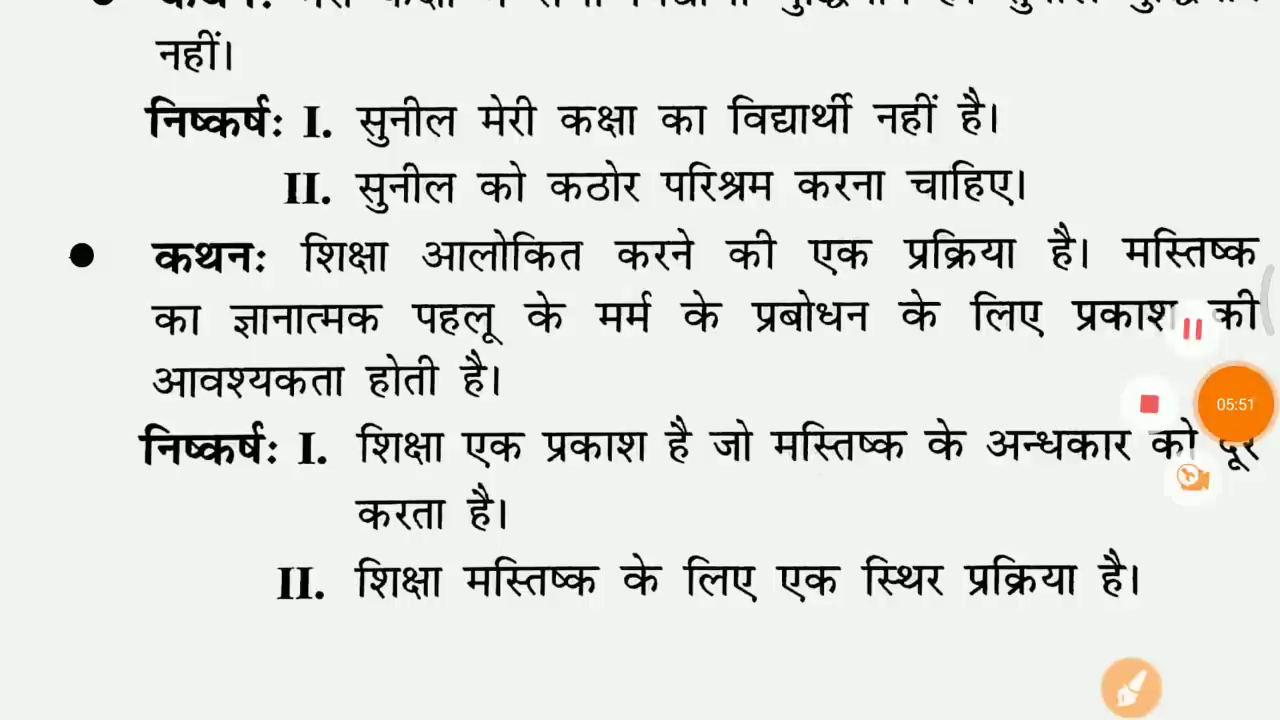 नहीं।
निष्कर्षः I. सुनील मेरी कक्षा का विद्यार्थी नहीं है।
II. सुनील को कठोर परिश्रम करना चाहिए।
● कथनः शिक्षा आलोकित करने की एक प्रक्रिया है। मस्तिष्क
का ज्ञानात्मक पहलू के मर्म के प्रबोधन के लिए प्रकाश की
आवश्यकता होती है।
05:51
निष्कर्षः I. शिक्षा एक प्रकाश है जो मस्तिष्क के अन्धकार को दूर
करता है।
II. शिक्षा मस्तिष्क के लिए एक स्थिर प्रक्रिया है।